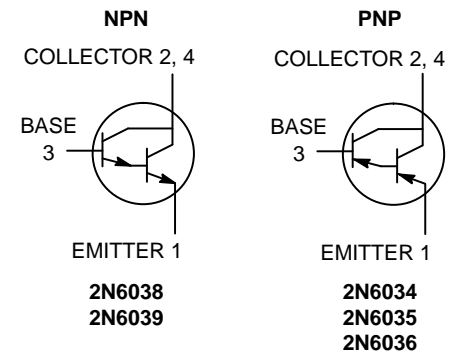 NPN
COLLECTOR 2, 4
BASE
3
EMITTER 1
2N6038
2N6039
PNP
COLLECTOR 2, 4
BASE
3
EMITTER 1
2N6034
2N6035
2N6036